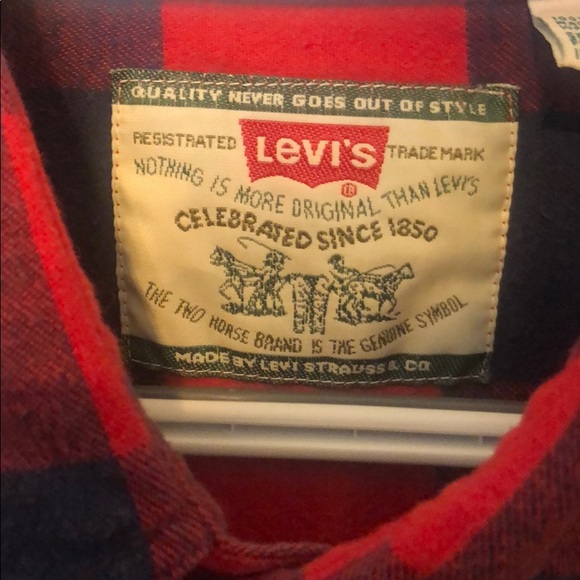 QUALITY NEVER GOES OUT OF STYLE
REGISTRATED Levi's TRADE MARK
®
NOTHING IS MORE ORIGINAL THAN LEVI'S
CELEBRATED SINCE 1850
THE TWO HORSE BRAND IS THE GENUINE SYMBOL
MADE BY LEVI STRAUSS & CO